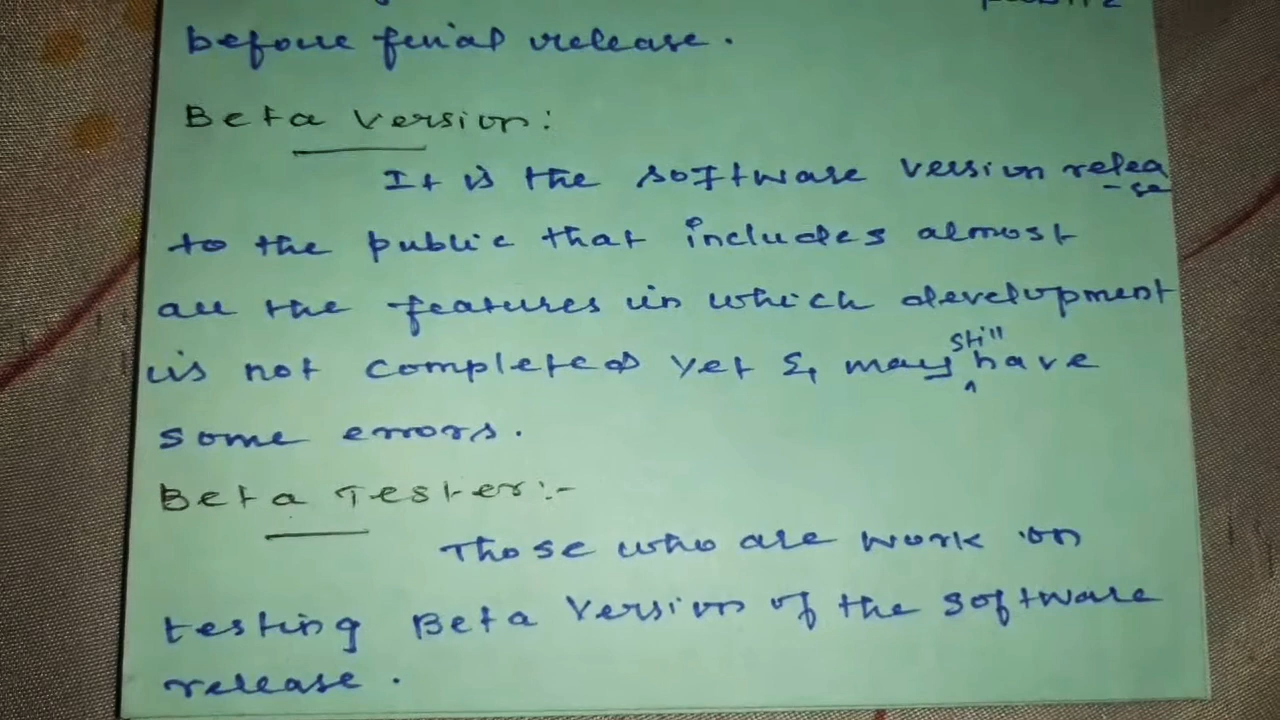 public
before final release.
Beta Version:
It is the software version relea
-se
to the public that includes almost
all the features in which development
is not completed yet & may still have
some errors.
Beta Tester:-
Those who are work on
testing Beta Version of the software
release.